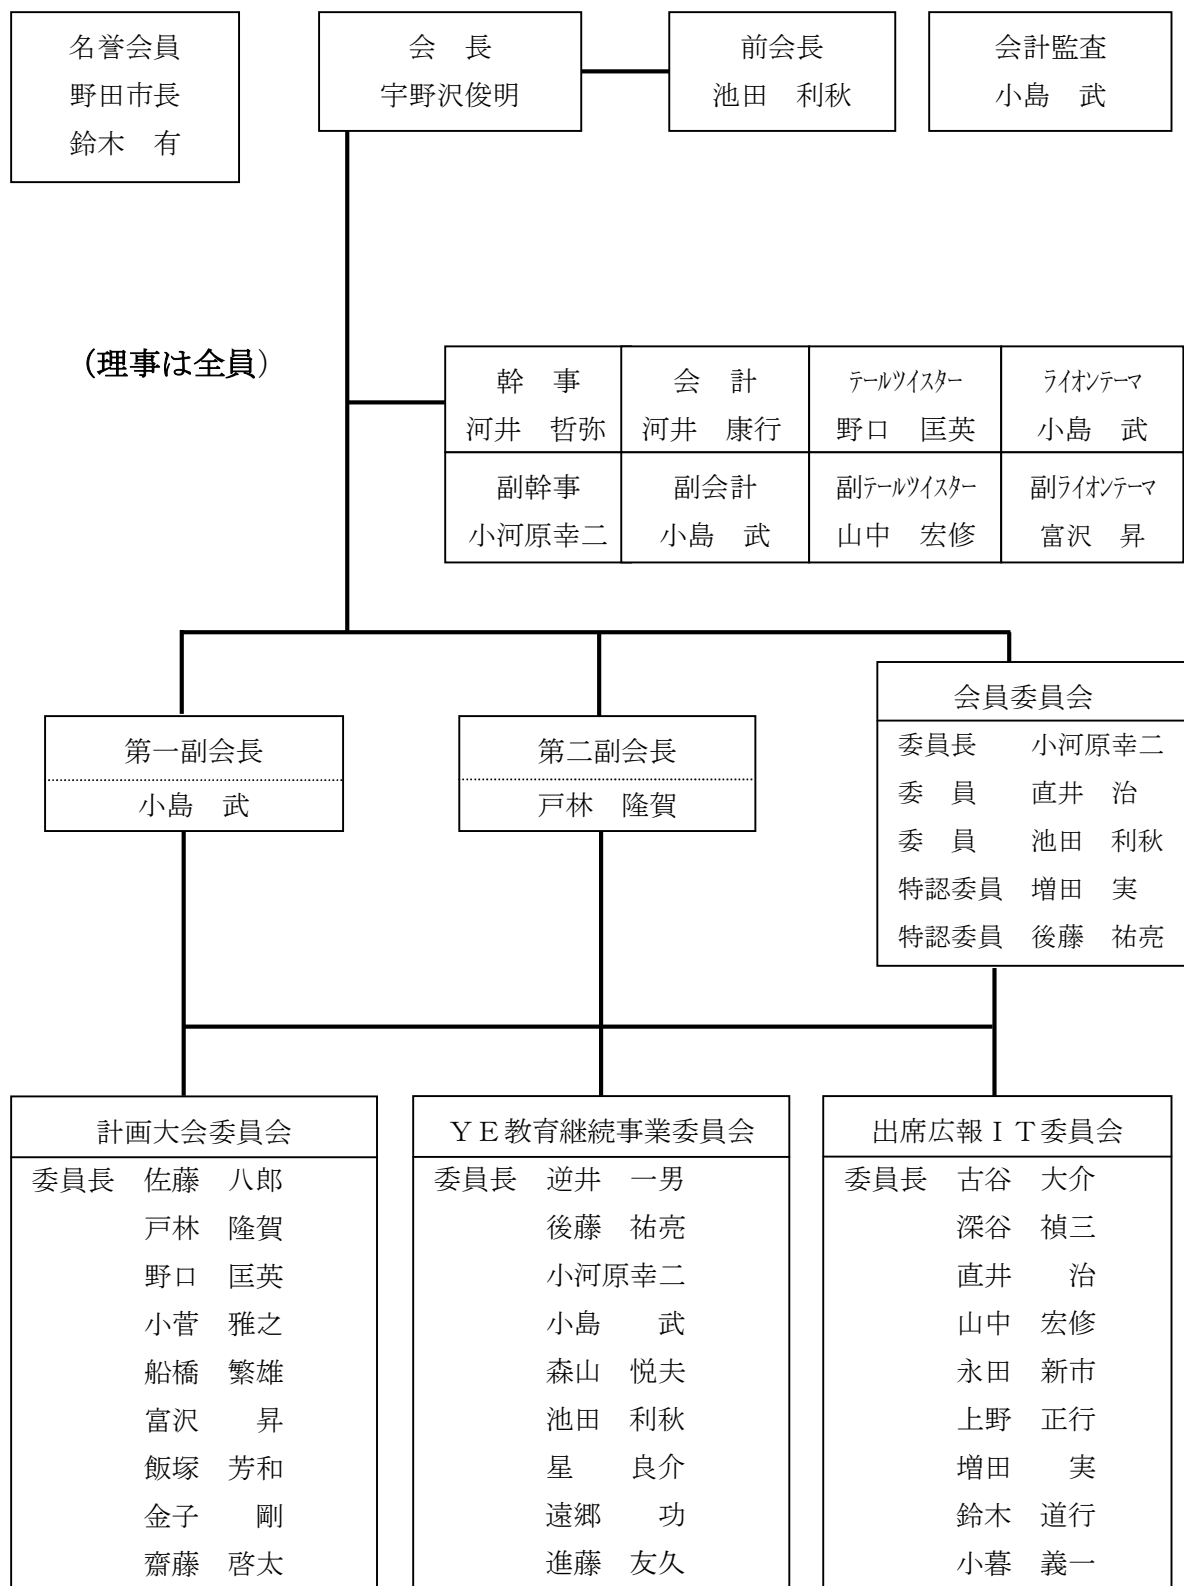 名誉会員
野田市長
鈴木　有
会　長
宇野沢俊明
前会長
池田　利秋
会計監査
小島　武
（理事は全員）
幹　事
河井　哲弥
会　計
河井　康行
テールツイスター
野口　匡英
ライオンテーマ
小島　武
副幹事
小河原幸二
副会計
小島　武
副テールツイスター
山中　宏修
副ライオンテーマ
富沢　昇
第一副会長
小島　武
第二副会長
戸林　隆賀
会員委員会
委員長　小河原幸二
委　員　直井　治
委　員　池田　利秋
特認委員　増田　実
特認委員　後藤　祐亮
計画大会委員会
委員長　佐藤　八郎
戸林　隆賀
野口　匡英
小菅　雅之
船橋　繁雄
富沢　　昇
飯塚　芳和
金子　　剛
齋藤　啓太
ＹＥ教育継続事業委員会
委員長　逆井　一男
後藤　祐亮
小河原幸二
小島　　武
森山　悦夫
池田　利秋
星　　良介
遠郷　　功
進藤　友久
出席広報ＩＴ委員会
委員長　古谷　大介
深谷　禎三
直井　　治
山中　宏修
永田　新市
上野　正行
増田　　実
鈴木　道行
小暮　義一